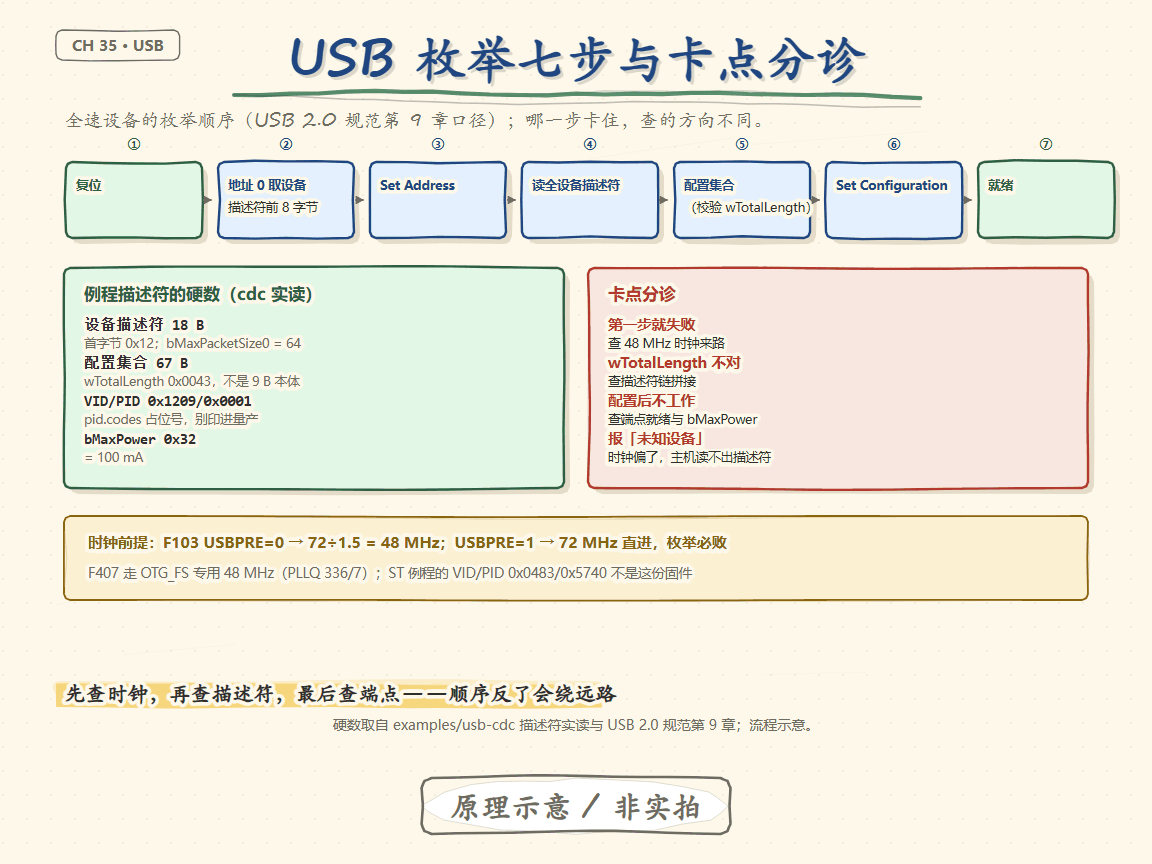 CH 35 • USB
USB 枚举七步与卡点分诊
全速设备的枚举顺序（USB 2.0 规范第 9 章口径）；哪一步卡住，查的方向不同。
① ② ③ ④ ⑤ ⑥ ⑦
复位
地址 0 取设备
描述符前 8 字节
Set Address
读全设备描述符
配置集合
（校验 wTotalLength）
Set Configuration
就绪
例程描述符的硬数（cdc 实读）
设备描述符 18 B
首字节 0x12；bMaxPacketSize0 = 64
配置集合 67 B
wTotalLength 0x0043，不是 9 B 本体
VID/PID 0x1209/0x0001
pid.codes 占位号，别印进量产
bMaxPower 0x32
= 100 mA
卡点分诊
第一步就失败
查 48 MHz 时钟来路
wTotalLength 不对
查描述符链拼接
配置后不工作
查端点就绪与 bMaxPower
报「未知设备」
时钟偏了，主机读不出描述符
时钟前提：F103 USBPRE=0 → 72÷1.5 = 48 MHz；USBPRE=1 → 72 MHz 直进，枚举必败
F407 走 OTG_FS 专用 48 MHz（PLLQ 336/7）；ST 例程的 VID/PID 0x0483/0x5740 不是这份固件
先查时钟，再查描述符，最后查端点——顺序反了会绕远路
硬数取自 examples/usb-cdc 描述符实读与 USB 2.0 规范第 9 章；流程示意。
原理示意 / 非实拍